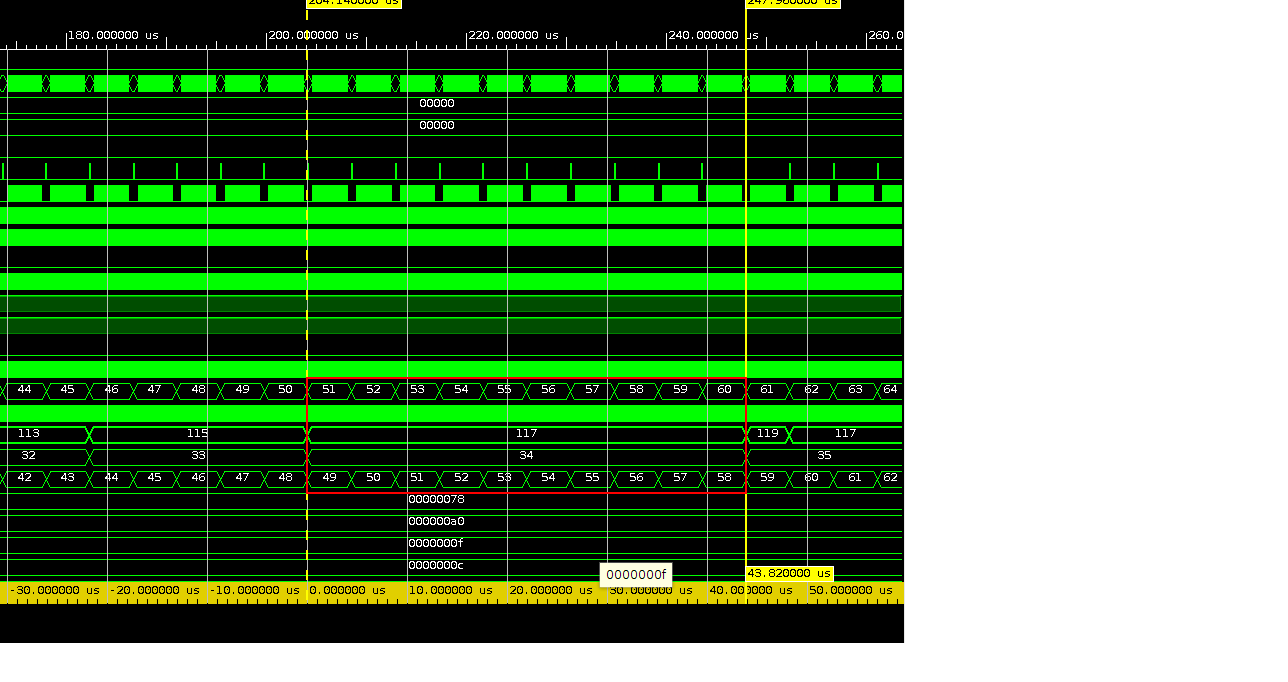 204.140000 us 247.960000 us
180.000000 us 200.000000 us 220.000000 us 240.000000 us 260.0
00000
00000
44 45 46 47 48 49 50 51 52 53 54 55 56 57 58 59 60 61 62 63 64
113 115 117 119 117
32 33 34 35
42 43 44 45 46 47 48 49 50 51 52 53 54 55 56 57 58 59 60 61 62
00000078
000000a0
0000000f
0000000c
0000000f
43.820000 us
-30.000000 us -20.000000 us -10.000000 us 0.000000 us 10.000000 us 20.000000 us 30.000000 us 40.000000 us 50.000000 us